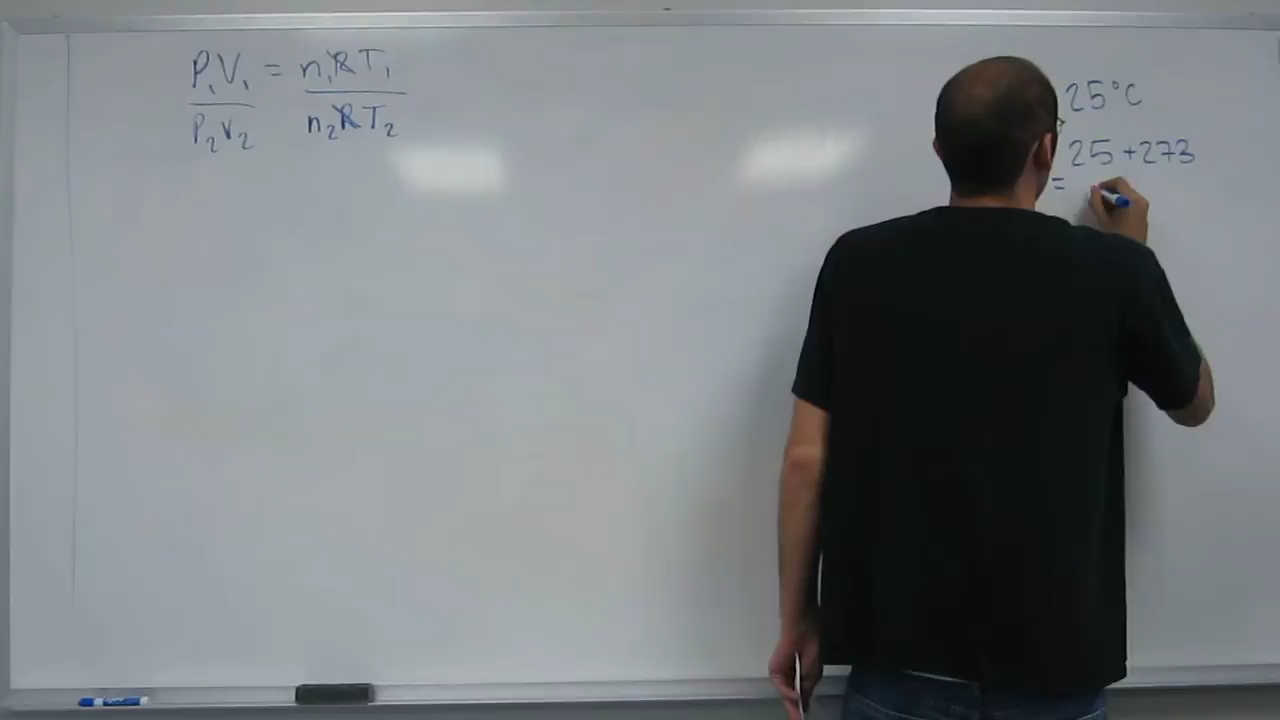 P₁V₁ = n₁RT₁
P₂V₂ n₂RT₂
25°C
25+273
=